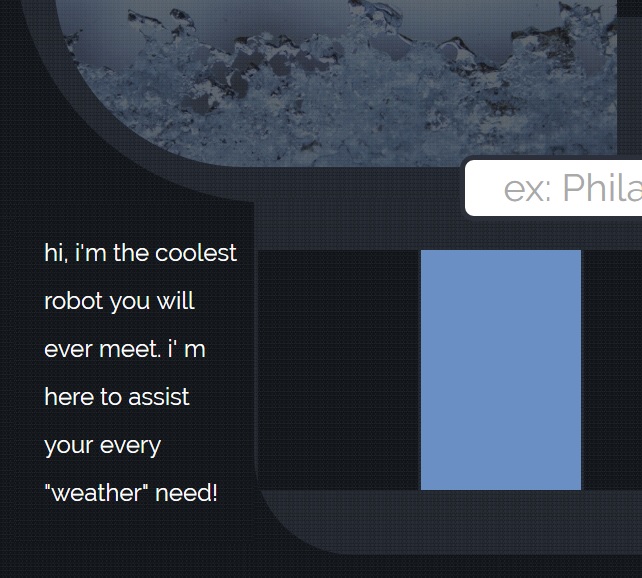 ex: Phila
hi, i'm the coolest
robot you will
ever meet. i' m
here to assist
your every
"weather" need!